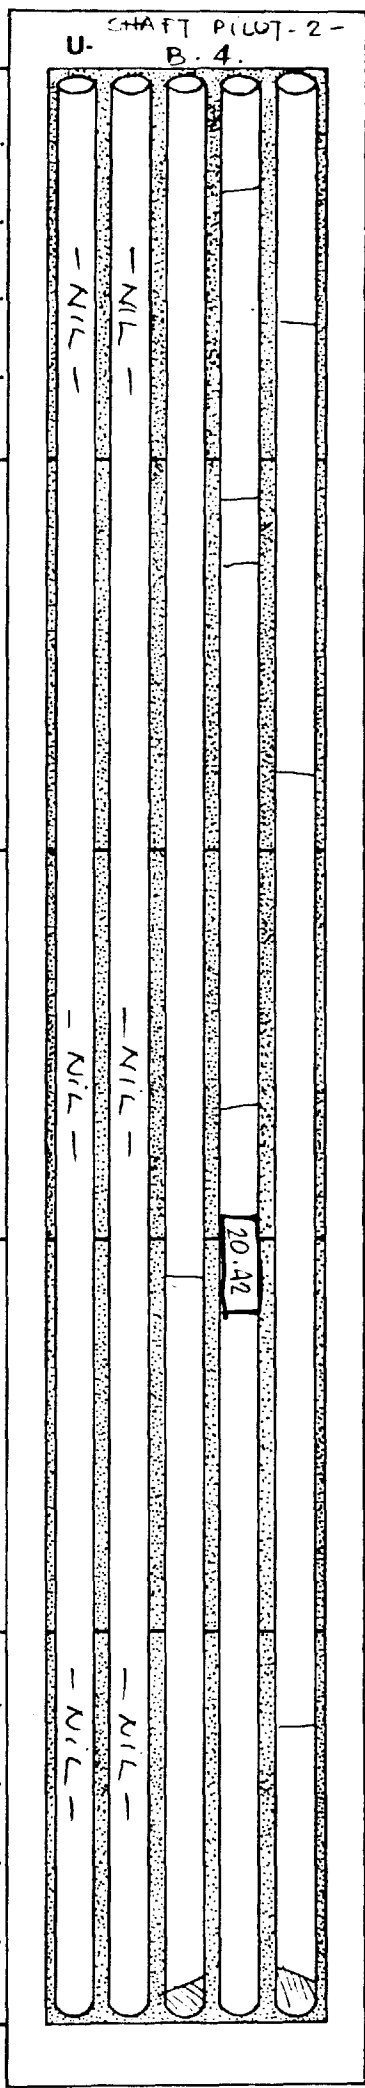 SHAFT PILOT-2-
U-
B.4.
-NIL-
-NIL-
-NIL-
-NIL-
20.42
-NIL-
-NIL-